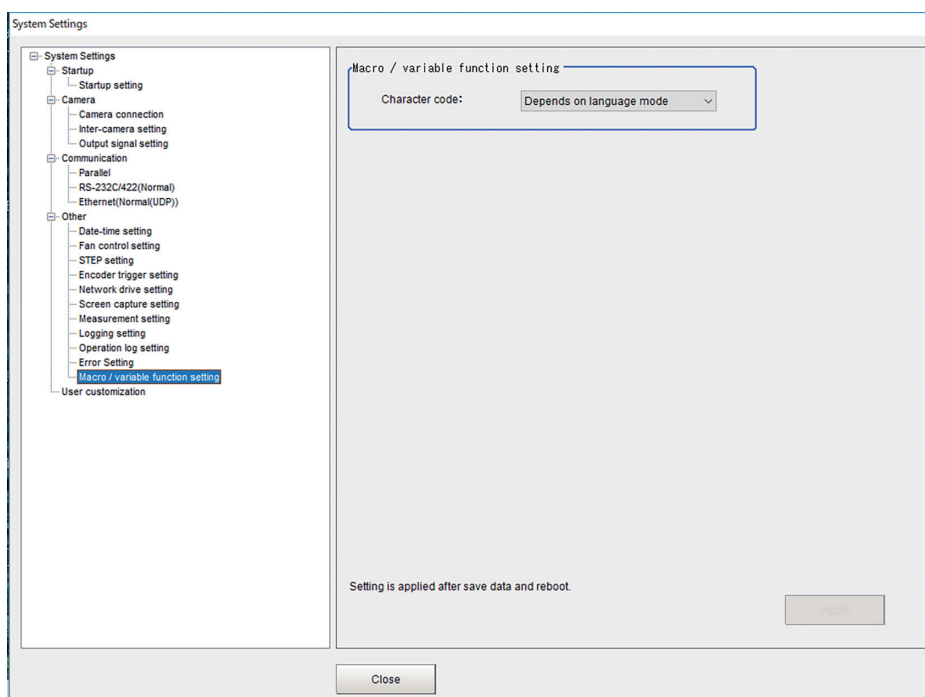 System Settings
System Settings
Startup
Startup setting
Camera
Camera connection
Inter-camera setting
Output signal setting
Communication
Parallel
RS-232C/422(Normal)
Ethernet(Normal(UDP))
Other
Date-time setting
Fan control setting
STEP setting
Encoder trigger setting
Network drive setting
Screen capture setting
Measurement setting
Logging setting
Operation log setting
Error Setting
Macro / variable function setting
User customization
Macro / variable function setting
Character code: Depends on language mode
Setting is applied after save data and reboot.
Apply
Close